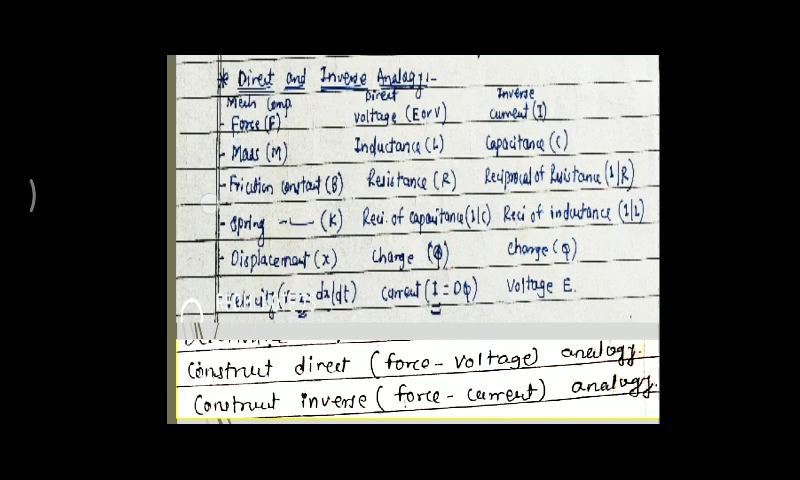 * Direct and Inverse Analogy:-
Mech Comp. Direct Inverse
- Force (F) voltage (E or V) current (I)
- Mass (M) Inductance (L) Capacitance (C)
- Friction constant (B) Resistance (R) Reciprocal of Resistance (1/R)
- Spring -〃- (K) Reci. of capacitance (1/C) Reci of inductance (1/L)
- Displacement (x) charge (φ) Charge (φ)
dx/dt) current (I = Dφ) Voltage E.
Construct direct (force - voltage) analogy.
Construct inverse (force - current) analogy.